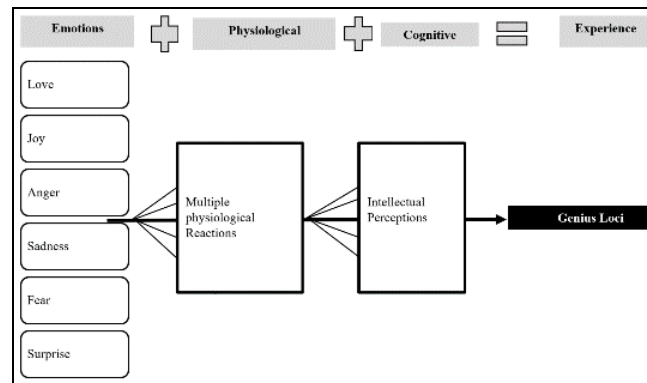 Emotions
Physiological
Cognitive
Experience
Love
Joy
Anger
Sadness
Fear
Surprise
Multiple
physiological
Reactions
Intellectual
Perceptions
Genius Loci